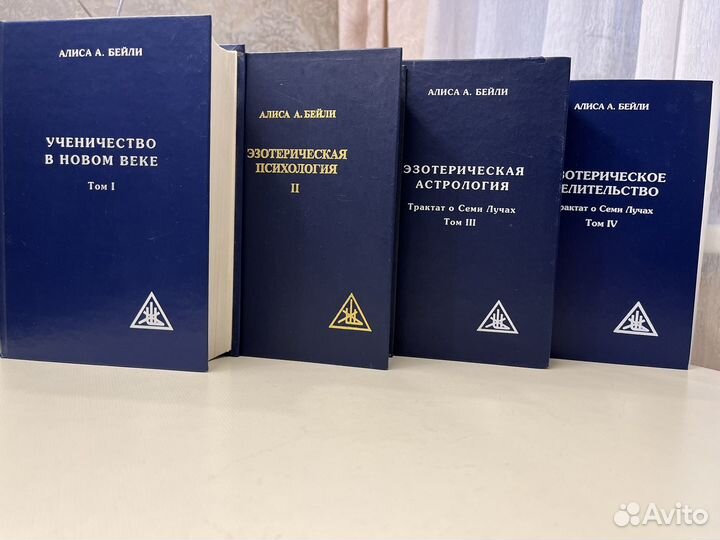 АЛИСА А. БЕЙЛИ
УЧЕНИЧЕСТВО
В НОВОМ ВЕКЕ
Том I
АЛИСА А. БЕЙЛИ
ЭЗОТЕРИЧЕСКАЯ
ПСИХОЛОГИЯ
II
АЛИСА А. БЕЙЛИ
ЭЗОТЕРИЧЕСКАЯ
АСТРОЛОГИЯ
Трактат о Семи Лучах
Том III
АЛИСА А. БЕЙЛИ
ЗОТЕРИЧЕСКОЕ
ЕЛИТЕЛЬСТВО
рактат о Семи Лучах
Том IV
Avito